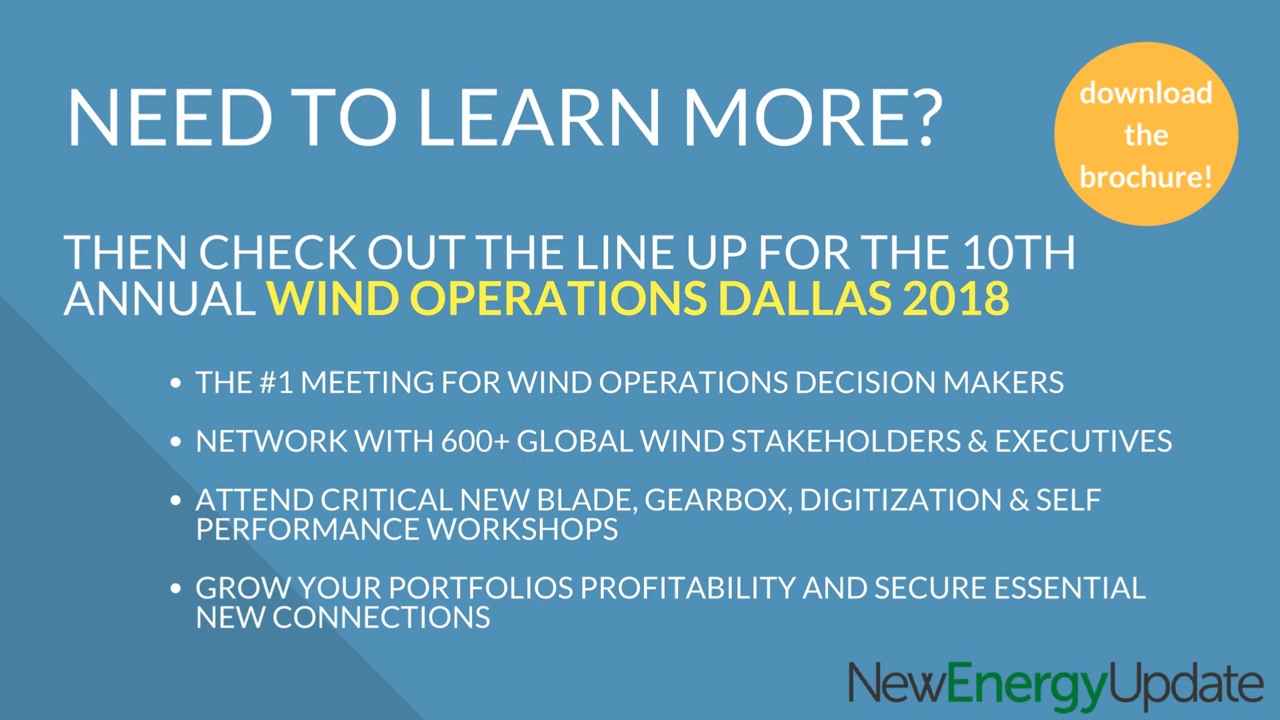 NEED TO LEARN MORE?
download
the
brochure!
THEN CHECK OUT THE LINE UP FOR THE 10TH
ANNUAL WIND OPERATIONS DALLAS 2018
• THE #1 MEETING FOR WIND OPERATIONS DECISION MAKERS
• NETWORK WITH 600+ GLOBAL WIND STAKEHOLDERS & EXECUTIVES
• ATTEND CRITICAL NEW BLADE, GEARBOX, DIGITIZATION & SELF
PERFORMANCE WORKSHOPS
• GROW YOUR PORTFOLIOS PROFITABILITY AND SECURE ESSENTIAL
NEW CONNECTIONS
NewEnergyUpdate